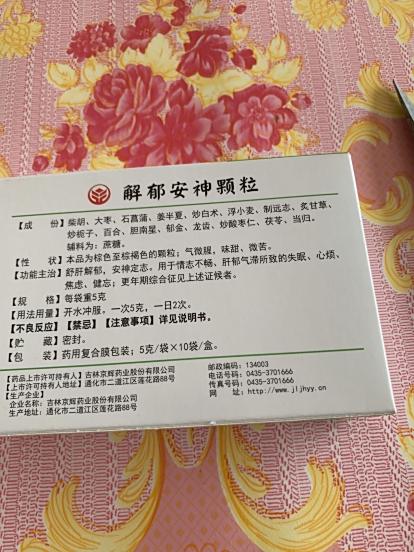 解郁安神颗粒
【成份】柴胡、大枣、石菖蒲、姜半夏、炒白术、浮小麦、制远志、炙甘草、
炒栀子、百合、胆南星、郁金、龙齿、炒酸枣仁、茯苓、当归。
辅料为：蔗糖。
【性状】本品为棕色至棕褐色的颗粒；气微腥，味甜、微苦。
【功能主治】舒肝解郁，安神定志。用于情志不畅、肝郁气滞所致的失眠、心烦、
焦虑、健忘；更年期综合征见上述证候者。
【规格】每袋重5克
【用法用量】开水冲服。一次5克，一日2次。
【不良反应】【禁忌】【注意事项】详见说明书。
【贮藏】密封。
【包装】药用复合膜包装；5克/袋×10袋/盒。
【药品上市许可持有人】吉林京辉药业股份有限公司
【上市许可持有人地址】通化市二道江区莲花路88号
【生产企业】
企业名称：吉林京辉药业股份有限公司
生产地址：通化市二道江区莲花路88号
邮政编码：134003
电话号码：0435-3701666
传真号码：0435-3701666
网址：http://www.jljhyy.cn